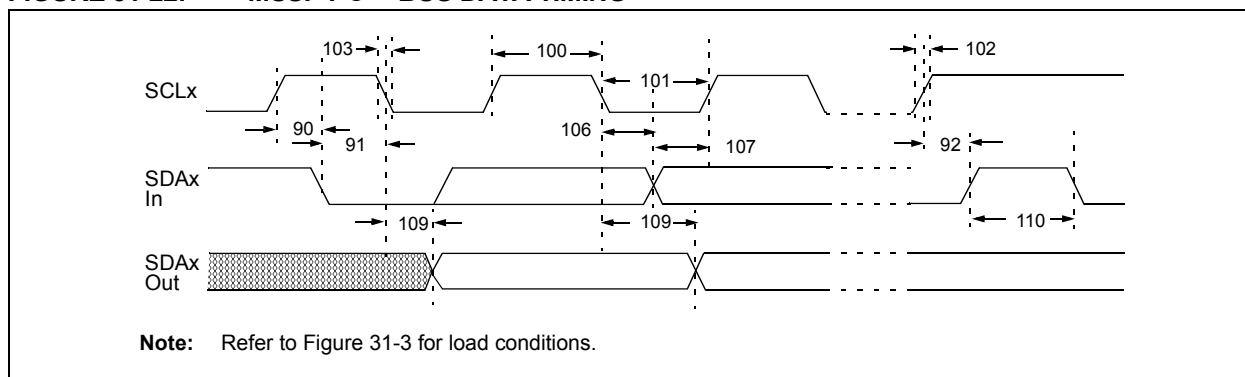 103
100
102
SCLx
101
90
91
106
107
92
SDAx
In
109
109
110
SDAx
Out
Note: Refer to Figure 31-3 for load conditions.